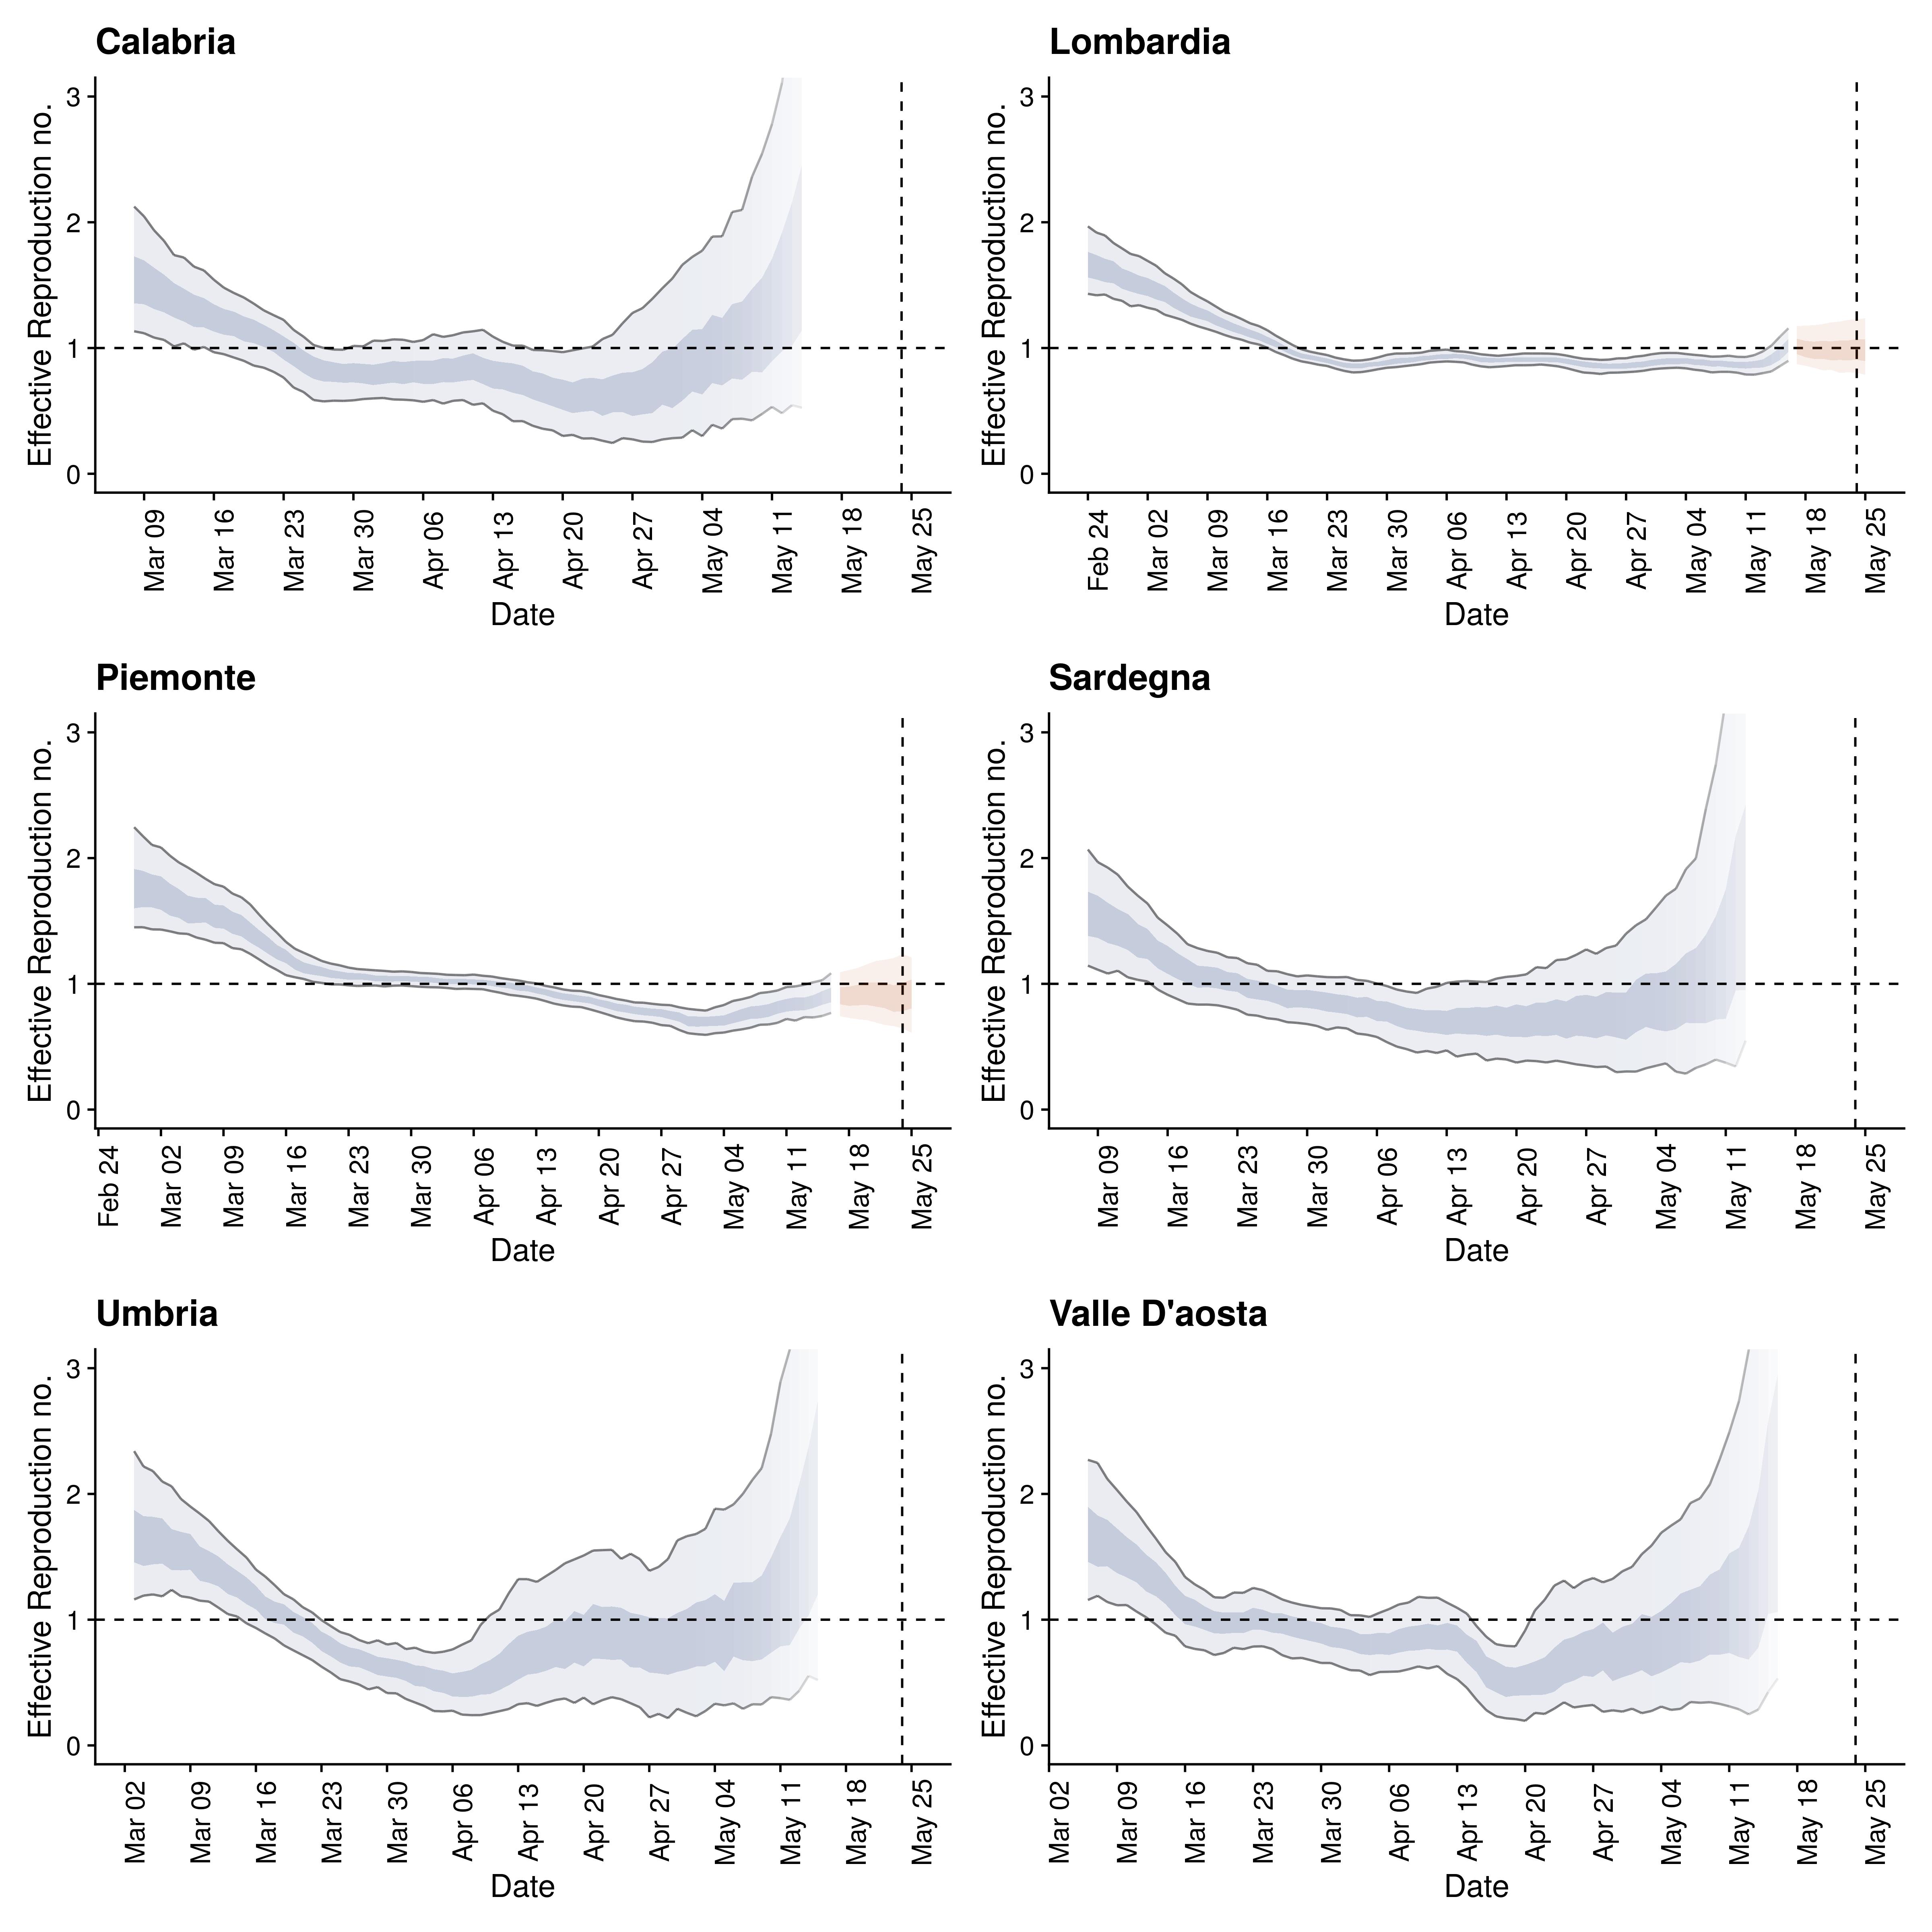 Calabria
Effective Reproduction no.
3
2
1
0
Mar 09
Mar 16
Mar 23
Mar 30
Apr 06
Apr 13
Apr 20
Apr 27
May 04
May 11
May 18
May 25
Date
Lombardia
Effective Reproduction no.
3
2
1
0
Feb 24
Mar 02
Mar 09
Mar 16
Mar 23
Mar 30
Apr 06
Apr 13
Apr 20
Apr 27
May 04
May 11
May 18
May 25
Date
Piemonte
Effective Reproduction no.
3
2
1
0
Feb 24
Mar 02
Mar 09
Mar 16
Mar 23
Mar 30
Apr 06
Apr 13
Apr 20
Apr 27
May 04
May 11
May 18
May 25
Date
Sardegna
Effective Reproduction no.
3
2
1
0
Mar 09
Mar 16
Mar 23
Mar 30
Apr 06
Apr 13
Apr 20
Apr 27
May 04
May 11
May 18
May 25
Date
Umbria
Effective Reproduction no.
3
2
1
0
Mar 02
Mar 09
Mar 16
Mar 23
Mar 30
Apr 06
Apr 13
Apr 20
Apr 27
May 04
May 11
May 18
May 25
Date
Valle D'aosta
Effective Reproduction no.
3
2
1
0
Mar 02
Mar 09
Mar 16
Mar 23
Mar 30
Apr 06
Apr 13
Apr 20
Apr 27
May 04
May 11
May 18
May 25
Date